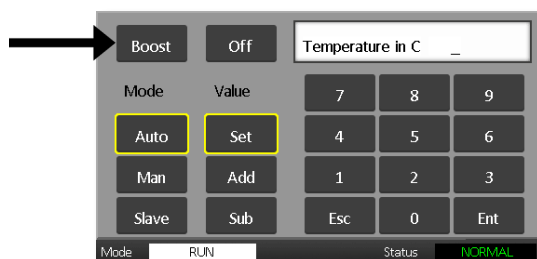 Boost Off Temperature in C _
Mode Value 7 8 9
Auto Set 4 5 6
Man Add 1 2 3
Slave Sub Esc 0 Ent
Mode RUN Status NORMAL